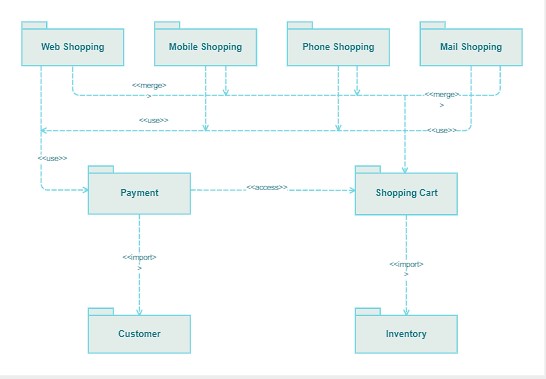 Web Shopping
Mobile Shopping
Phone Shopping
Mail Shopping
<<merge>
>
<<merge>
>
<<use>>
<<use>>
<<use>>
Payment
<<access>>
Shopping Cart
<<import>
>
<<import>
>
Customer
Inventory